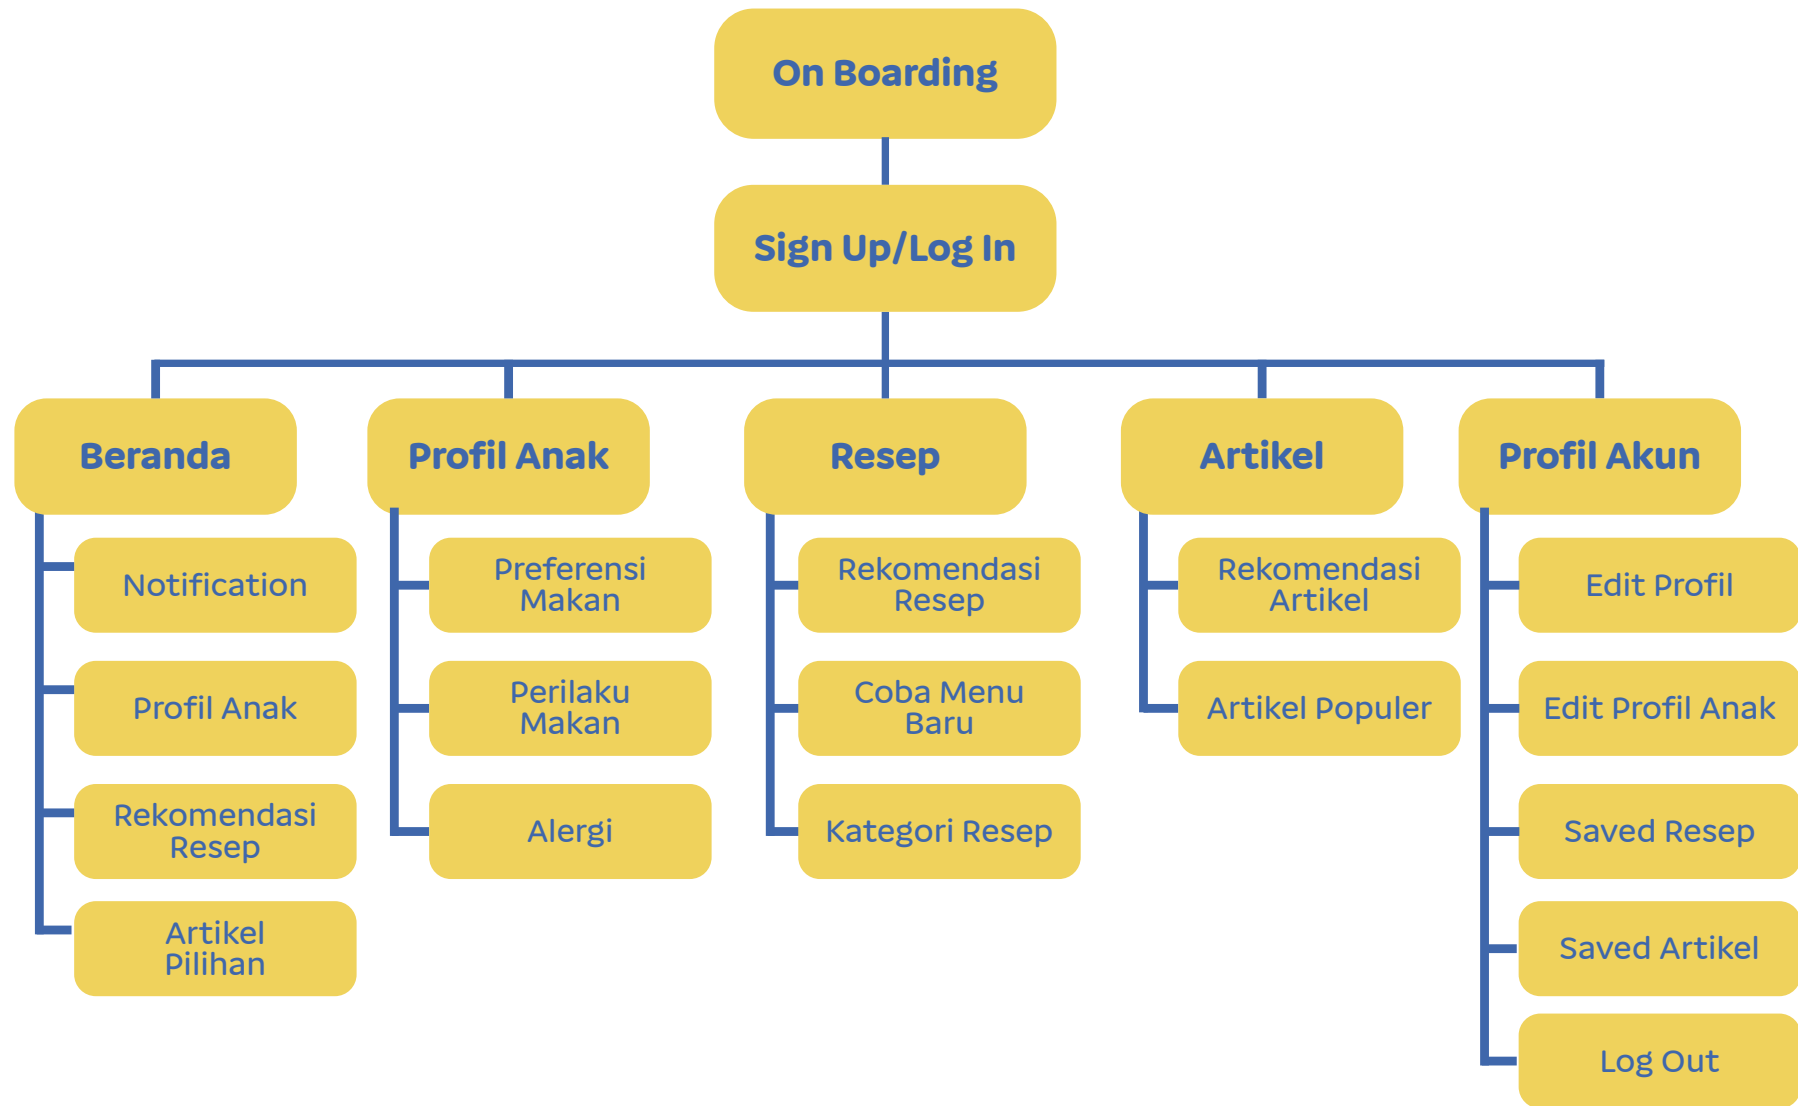 On Boarding
Sign Up/Log In
Beranda
Profil Anak
Resep
Artikel
Profil Akun
Notification
Profil Anak
Rekomendasi
Resep
Artikel
Pilihan
Preferensi
Makan
Perilaku
Makan
Alergi
Rekomendasi
Resep
Coba Menu
Baru
Kategori Resep
Rekomendasi
Artikel
Artikel Populer
Edit Profil
Edit Profil Anak
Saved Resep
Saved Artikel
Log Out